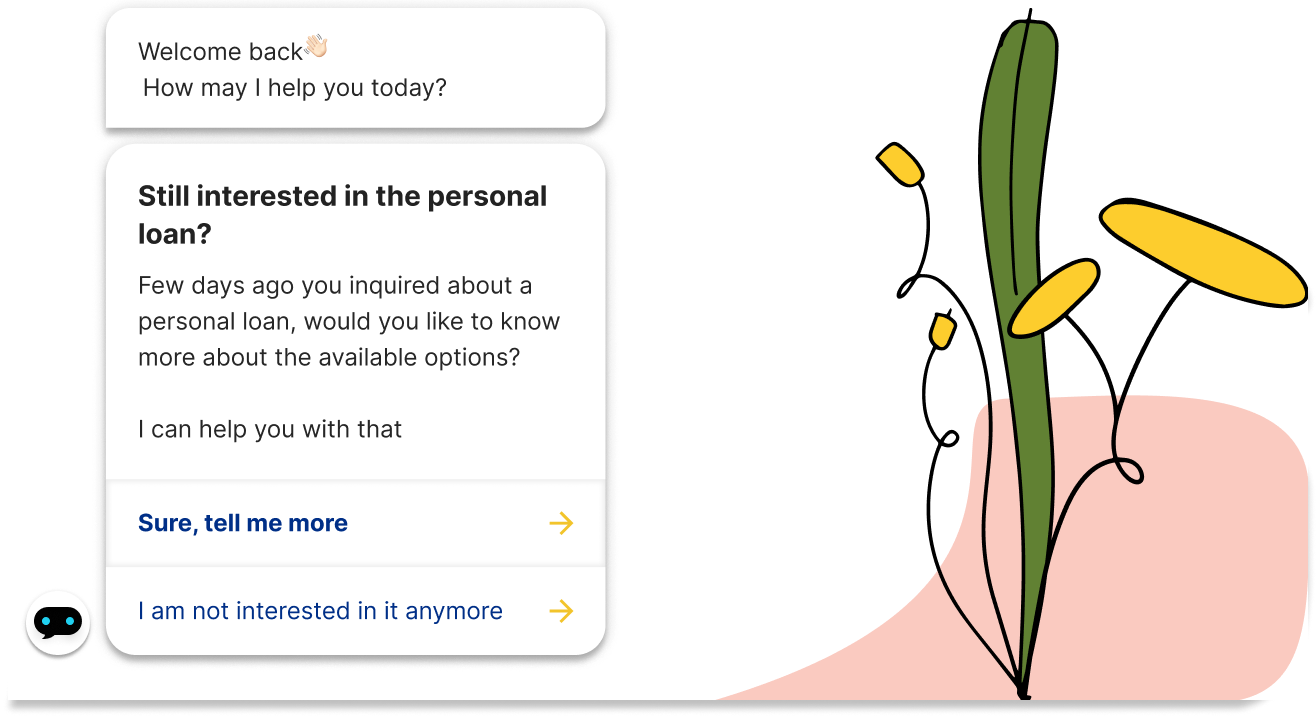 Welcome back👋🏻
How may I help you today?
Still interested in the personal
loan?
Few days ago you inquired about a
personal loan, would you like to know
more about the available options?
I can help you with that
Sure, tell me more
I am not interested in it anymore